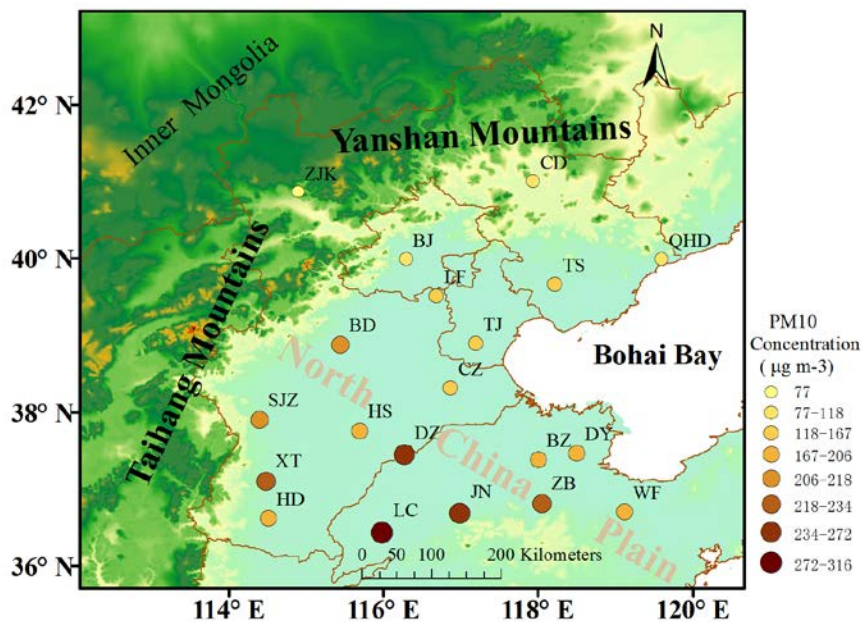 N
42° N
Inner Mongolia
Yanshan Mountains
ZJK
CD
40° N
BJ
QHD
LF
TS
Taihang Mountains
BD
TJ
Bohai Bay
North China Plain
CZ
38° N
SJZ
HS
DZ
BZ
DY
XT
ZB
HD
LC
JN
WF
36° N
0 30 60 120 200 Kilometers
114° E
116° E
118° E
120° E
PM10
Concentration
( μg m-3)
77
77-118
118-167
167-206
206-218
218-234
234-272
272-316